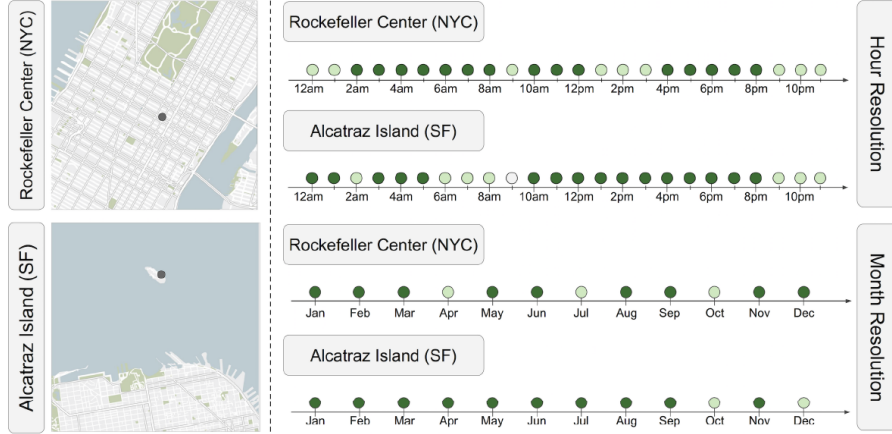 Rockefeller Center (NYC)
Alcatraz Island (SF)
Rockefeller Center (NYC)
12am 2am 4am 6am 8am 10am 12pm 2pm 4pm 6pm 8pm 10pm
Alcatraz Island (SF)
12am 2am 4am 6am 8am 10am 12pm 2pm 4pm 6pm 8pm 10pm
Hour Resolution
Rockefeller Center (NYC)
Jan Feb Mar Apr May Jun Jul Aug Sep Oct Nov Dec
Alcatraz Island (SF)
Jan Feb Mar Apr May Jun Jul Aug Sep Oct Nov Dec
Month Resolution